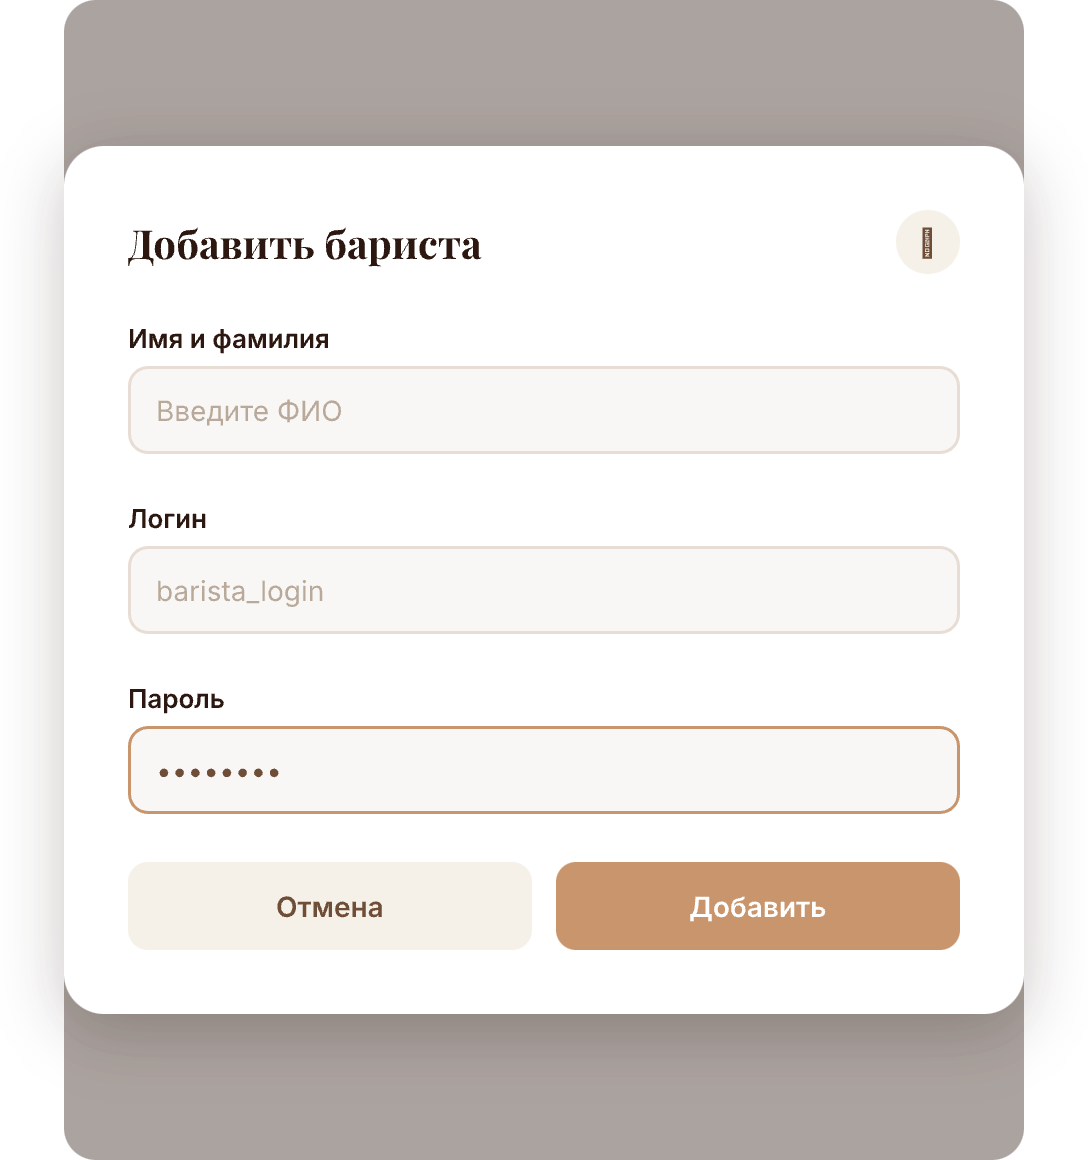 Добавить бариста
Имя и фамилия
Введите ФИО
Логин
barista_login
Пароль
••••••••
Отмена
Добавить